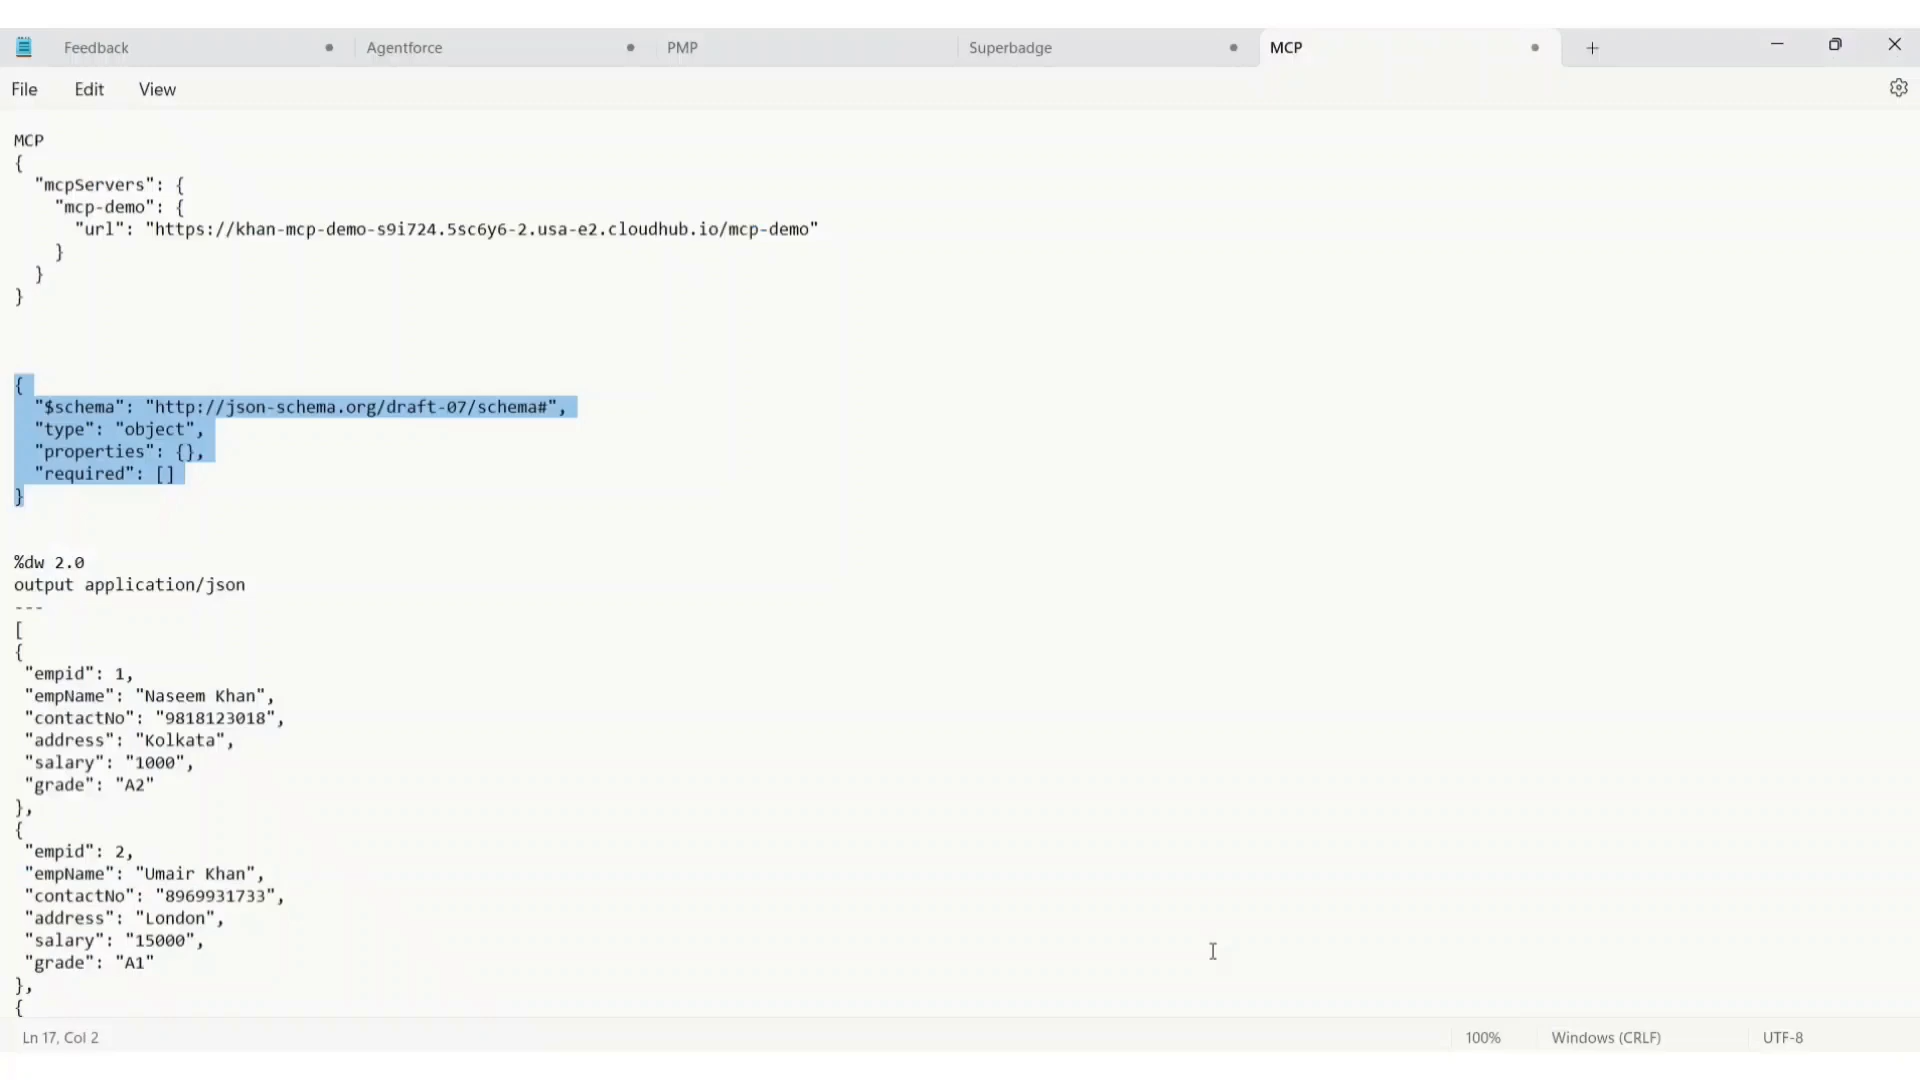 Feedback Agentforce PMP Superbadge MCP
File Edit View
MCP
{
"mcpServers": {
"mcp-demo": {
"url": "https://khan-mcp-demo-s9i724.5sc6y6-2.usa-e2.cloudhub.io/mcp-demo"
}
}
}
{
"$schema": "http://json-schema.org/draft-07/schema#",
"type": "object",
"properties": {},
"required": []
}
%dw 2.0
output application/json
---
[
{
"empid": 1,
"empName": "Naseem Khan",
"contactNo": "9818123018",
"address": "Kolkata",
"salary": "1000",
"grade": "A2"
},
{
"empid": 2,
"empName": "Umair Khan",
"contactNo": "8969931733",
"address": "London",
"salary": "15000",
"grade": "A1"
},
{
Ln 17, Col 2 100% Windows (CRLF) UTF-8